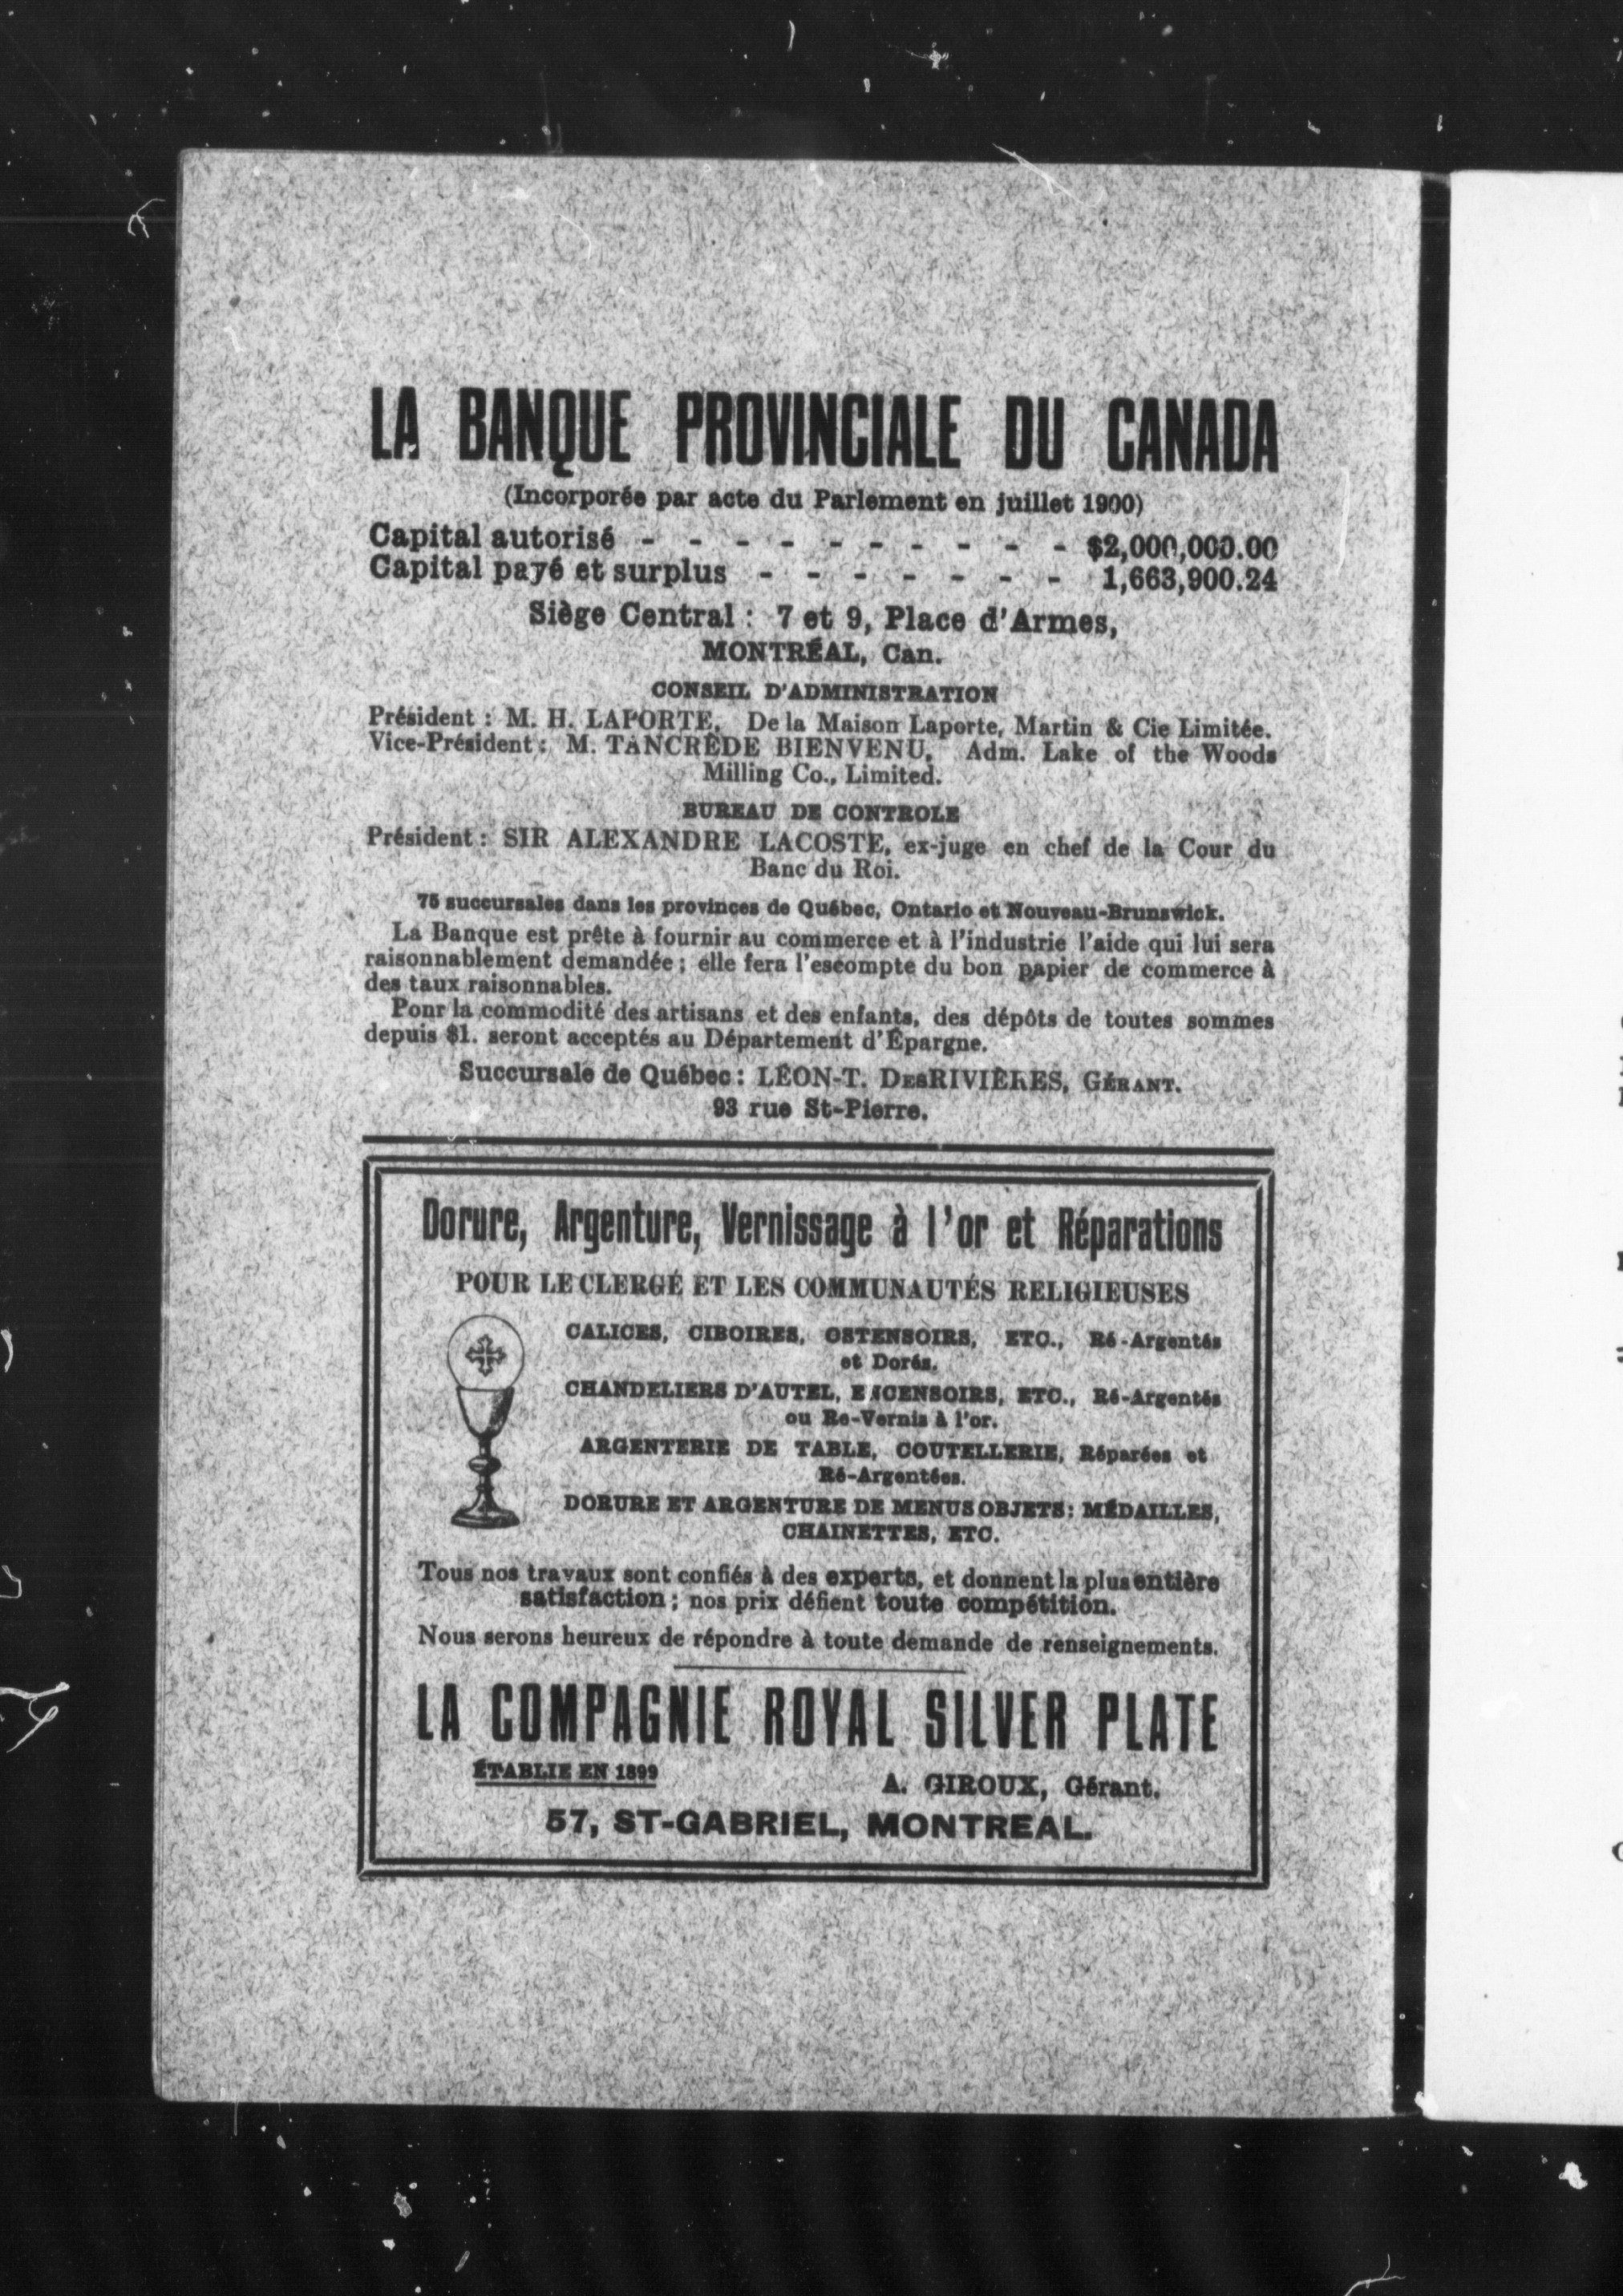 LA BANQUE PROVINCIALE DU CANADA
(Incorporée par acte du Parlement en juillet 1900)
Capital autorisé - - - - - - - - - - $2,000,000.00
Capital payé et surplus - - - - - - - 1,663,900.24
Siège Central : 7 et 9, Place d'Armes,
MONTRÉAL, Can.
CONSEIL D'ADMINISTRATION
Président : M. H. LAPORTE, De la Maison Laporte, Martin & Cie Limitée.
Vice-Président : M. TANCRÈDE BIENVENU, Adm. Lake of the Woods
Milling Co., Limited.
BUREAU DE CONTROLE
Président : SIR ALEXANDRE LACOSTE, ex-juge en chef de la Cour du
Banc du Roi.
75 succursales dans les provinces de Québec, Ontario et Nouveau-Brunswick.
La Banque est prête à fournir au commerce et à l'industrie l'aide qui lui sera
raisonnablement demandée ; elle fera l'escompte du bon papier de commerce à
des taux raisonnables.
Ponr la commodité des artisans et des enfants, des dépôts de toutes sommes
depuis $1. seront acceptés au Département d'Épargne.
Succursale de Québec : LÉON-T. DesRIVIÈRES, GÉRANT.
93 rue St-Pierre.
Dorure, Argenture, Vernissage à l'or et Réparations
POUR LE CLERGÉ ET LES COMMUNAUTÉS RELIGIEUSES
CALICES, CIBOIRES, OSTENSOIRS, ETC., Ré-Argentés
et Dorés.
CHANDELIERS D'AUTEL, ENCENSOIRS, ETC., Ré-Argentés
ou Re-Vernis à l'or.
ARGENTERIE DE TABLE, COUTELLERIE, Réparées et
Ré-Argentées.
DORURE ET ARGENTURE DE MENUS OBJETS: MÉDAILLES,
CHAINETTES, ETC.
Tous nos travaux sont confiés à des experts, et donnent la plus entière
satisfaction ; nos prix défient toute compétition.
Nous serons heureux de répondre à toute demande de renseignements.
LA COMPAGNIE ROYAL SILVER PLATE
ÉTABLIE EN 1899
A. GIROUX, Gérant.
57, ST-GABRIEL, MONTREAL.